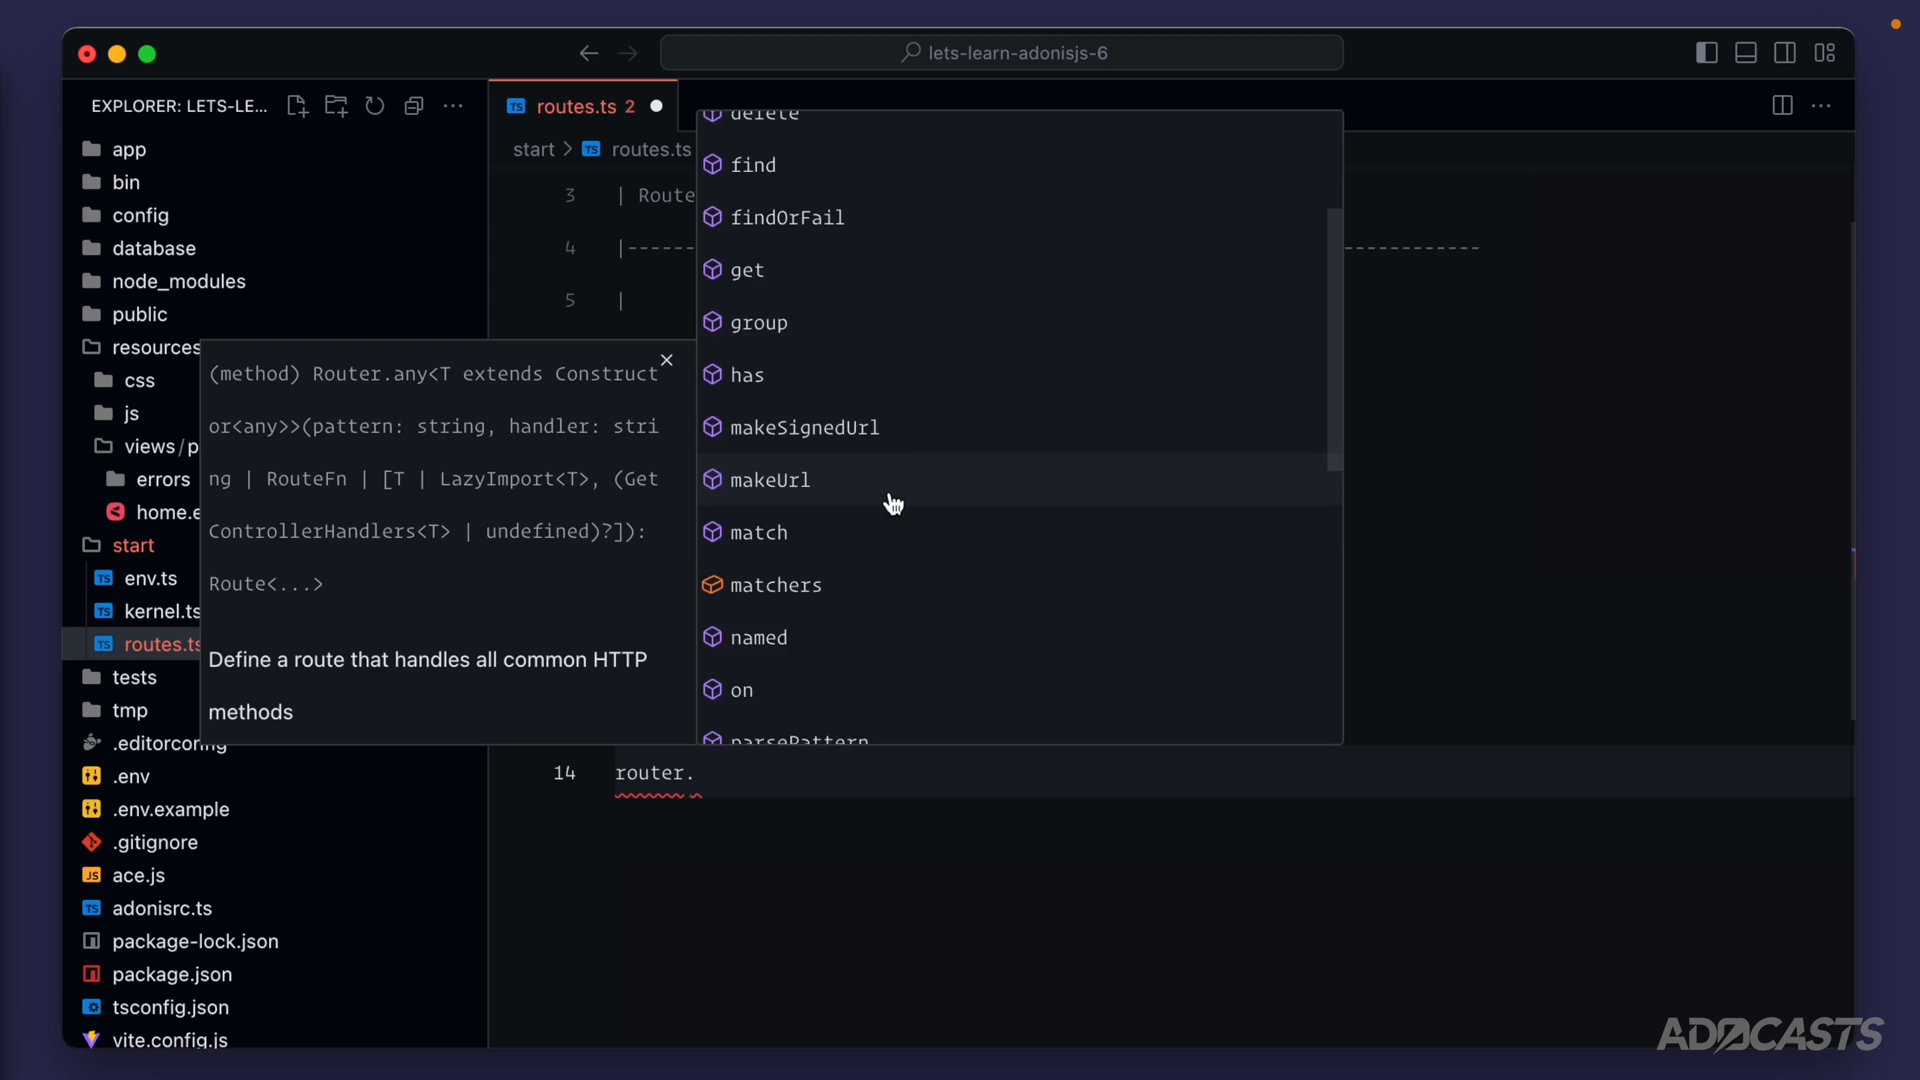 lets-learn-adonisjs-6
EXPLORER: LETS-LE...
app
bin
config
database
node_modules
public
resources
css
js
views/p
errors
home.e
start
env.ts
kernel.ts
routes.ts
tests
tmp
.editorconfig
.env
.env.example
.gitignore
ace.js
adonisrc.ts
package-lock.json
package.json
tsconfig.json
vite.config.js
routes.ts 2
start > routes.ts
3 | Route
4 |------- -------------
5 |
(method) Router.any<T extends Construct
or<any>>(pattern: string, handler: stri
ng | RouteFn | [T | LazyImport<T>, (Get
ControllerHandlers<T> | undefined)?]):
Route<...>
Define a route that handles all common HTTP
methods
delete
find
findOrFail
get
group
has
makeSignedUrl
makeUrl
match
matchers
named
on
parsePattern
14 router.
ADOCASTS